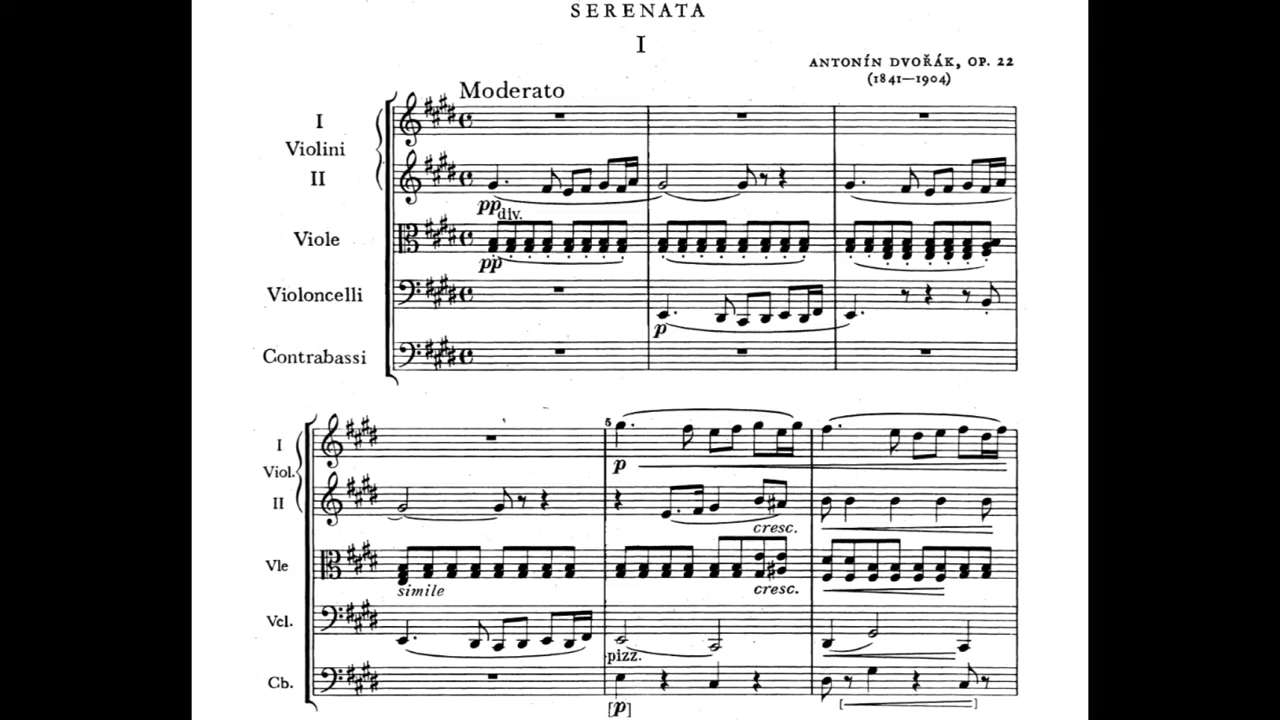 SERENATA
I
ANTONÍN DVOŘÁK, OP. 22
(1841—1904)
Moderato
I
Violini
II
pp
div.
Viole
pp
Violoncelli
p
Contrabassi
5
I
p
Viol.
II
cresc.
Vle
simile
cresc.
Vcl.
pizz.
Cb.
[p]